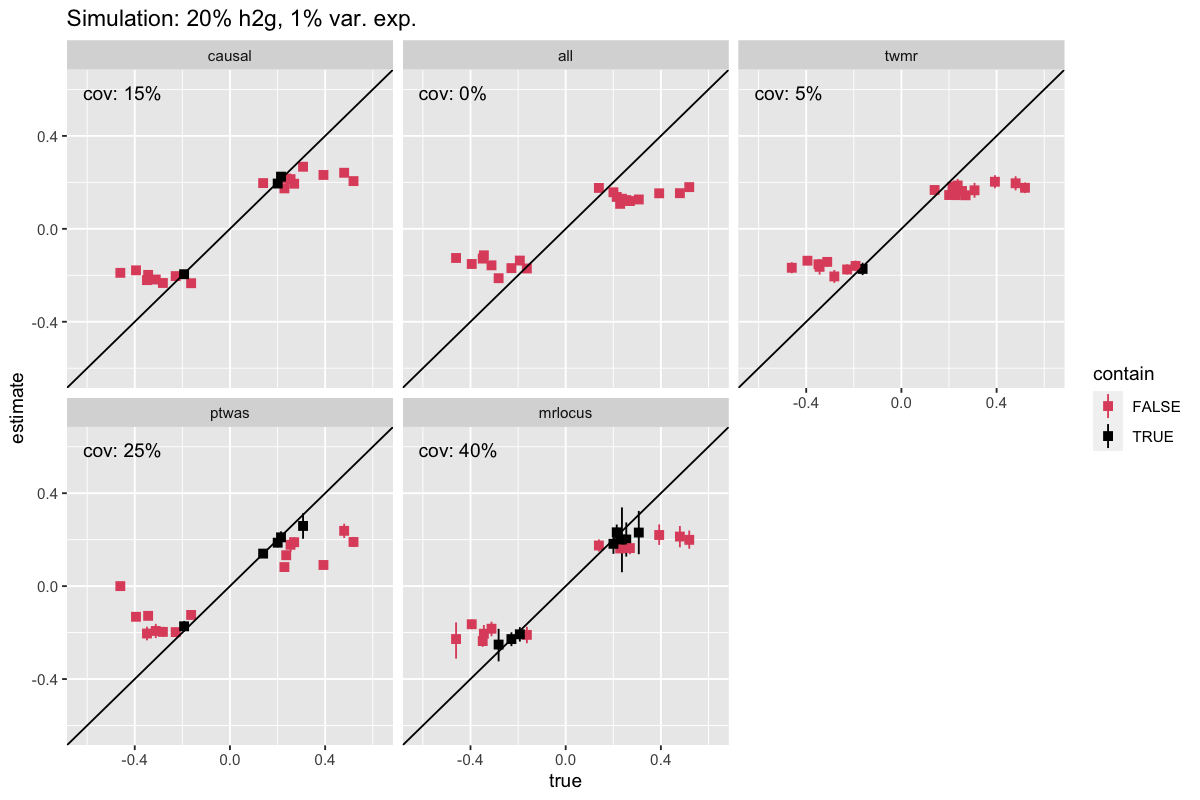 Simulation: 20% h2g, 1% var. exp.
causal
all
twmr
cov: 15%
cov: 0%
cov: 5%
0.4
0.0
-0.4
-0.4
0.0
0.4
ptwas
mrlocus
cov: 25%
cov: 40%
0.4
0.0
-0.4
-0.4
0.0
0.4
-0.4
0.0
0.4
true
estimate
contain
FALSE
TRUE